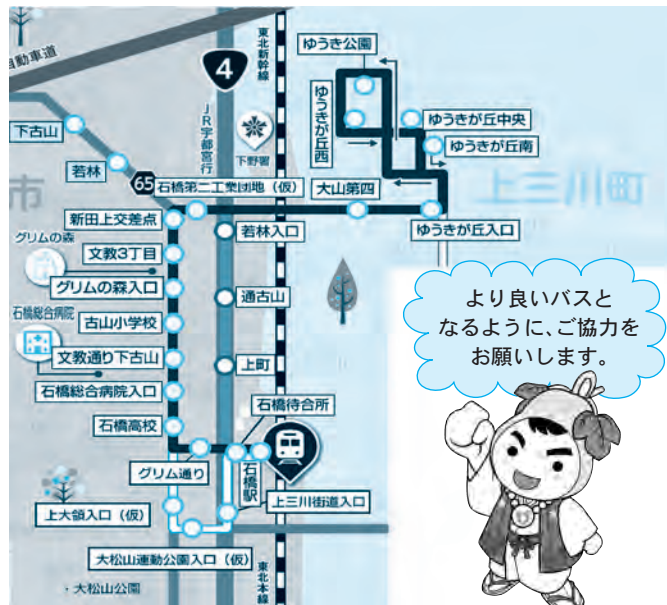 自動車道
東北新幹線
4
ゆうき公園
ゆうきが丘西
ゆうきが丘中央
ゆうきが丘南
下古山
若林
65
JR宇都宮行
下野署
市
石橋第二工業団地(仮)
大山第四
上三川町
新田上交差点
若林入口
ゆうきが丘入口
グリムの森
文教3丁目
グリムの森入口
通古山
石橋総合病院
古山小学校
文教通り下古山
上町
石橋総合病院入口
石橋待合所
石橋高校
グリム通り
石橋駅
上三川街道入口
上大領入口(仮)
大松山運動公園入口(仮)
東北本線
・大松山公園
より良いバスと
なるように、ご協力を
お願いします。